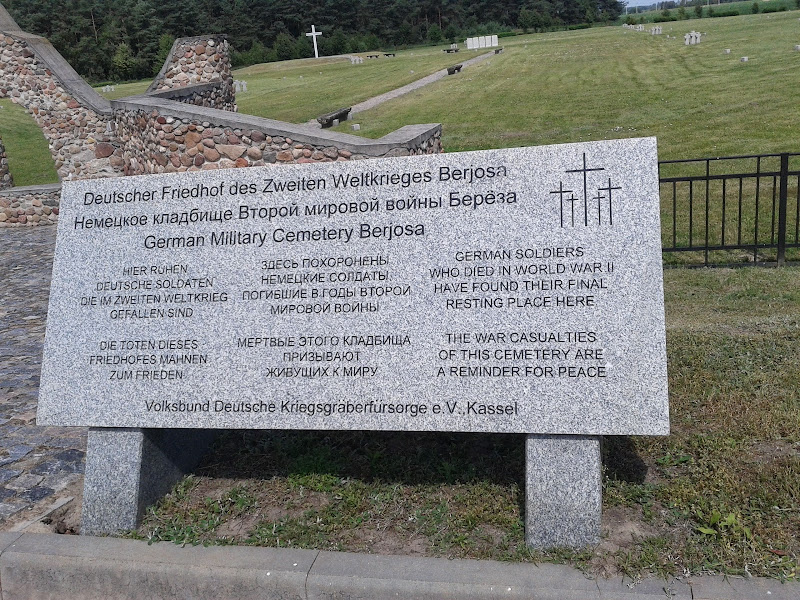 Deutscher Friedhof des Zweiten Weltkrieges Berjosa
Немецкое кладбище Второй мировой войны Берёза
German Military Cemetery Berjosa
HIER RUHEN
DEUTSCHE SOLDATEN
DIE IM ZWEITEN WELTKRIEG
GEFALLEN SIND
DIE TOTEN DIESES
FRIEDHOFES MAHNEN
ZUM FRIEDEN
ЗДЕСЬ ПОХОРОНЕНЫ
НЕМЕЦКИЕ СОЛДАТЫ,
ПОГИБШИЕ В ГОДЫ ВТОРОЙ
МИРОВОЙ ВОЙНЫ
МЕРТВЫЕ ЭТОГО КЛАДБИЩА
ПРИЗЫВАЮТ
ЖИВУЩИХ К МИРУ
GERMAN SOLDIERS
WHO DIED IN WORLD WAR II
HAVE FOUND THEIR FINAL
RESTING PLACE HERE
THE WAR CASUALTIES
OF THIS CEMETERY ARE
A REMINDER FOR PEACE
Volksbund Deutsche Kriegsgräberfürsorge e.V., Kassel